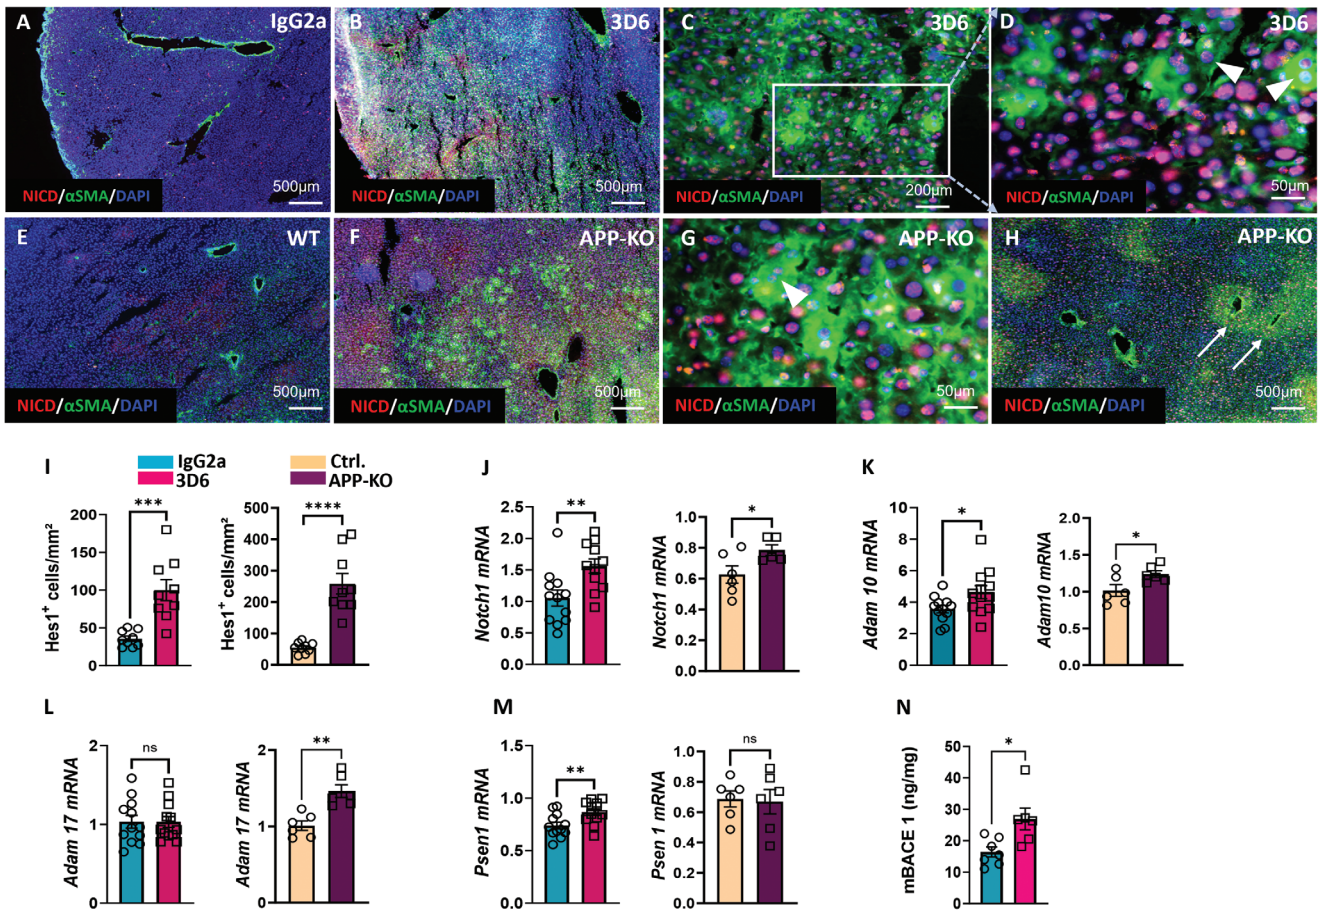 A IgG2a
NICD/αSMA/DAPI 500µm
B 3D6
NICD/αSMA/DAPI 500µm
C 3D6
NICD/αSMA/DAPI 200µm
D 3D6
NICD/αSMA/DAPI 50µm
E WT
NICD/αSMA/DAPI 500µm
F APP-KO
NICD/αSMA/DAPI 500µm
G APP-KO
NICD/αSMA/DAPI 50µm
H APP-KO
NICD/αSMA/DAPI 500µm
I
IgG2a
3D6
Ctrl.
APP-KO
Hes1⁺ cells/mm²
200
150
100
50
0
***
Hes1⁺ cells/mm²
500
400
300
200
100
0
****
J
Notch1 mRNA
2.5
2.0
1.5
1.0
0.5
0.0
**
Notch1 mRNA
1.0
0.8
0.6
0.4
0.2
0.0
*
K
Adam 10 mRNA
10
8
6
4
2
0
*
Adam10 mRNA
2.0
1.5
1.0
0.5
0.0
*
L
Adam 17 mRNA
2
1
0
ns
Adam 17 mRNA
2
1
0
**
M
Psen1 mRNA
1.5
1.0
0.5
0.0
**
Psen 1 mRNA
1.0
0.8
0.6
0.4
0.2
0.0
ns
N
mBACE 1 (ng/mg)
50
40
30
20
10
0
*